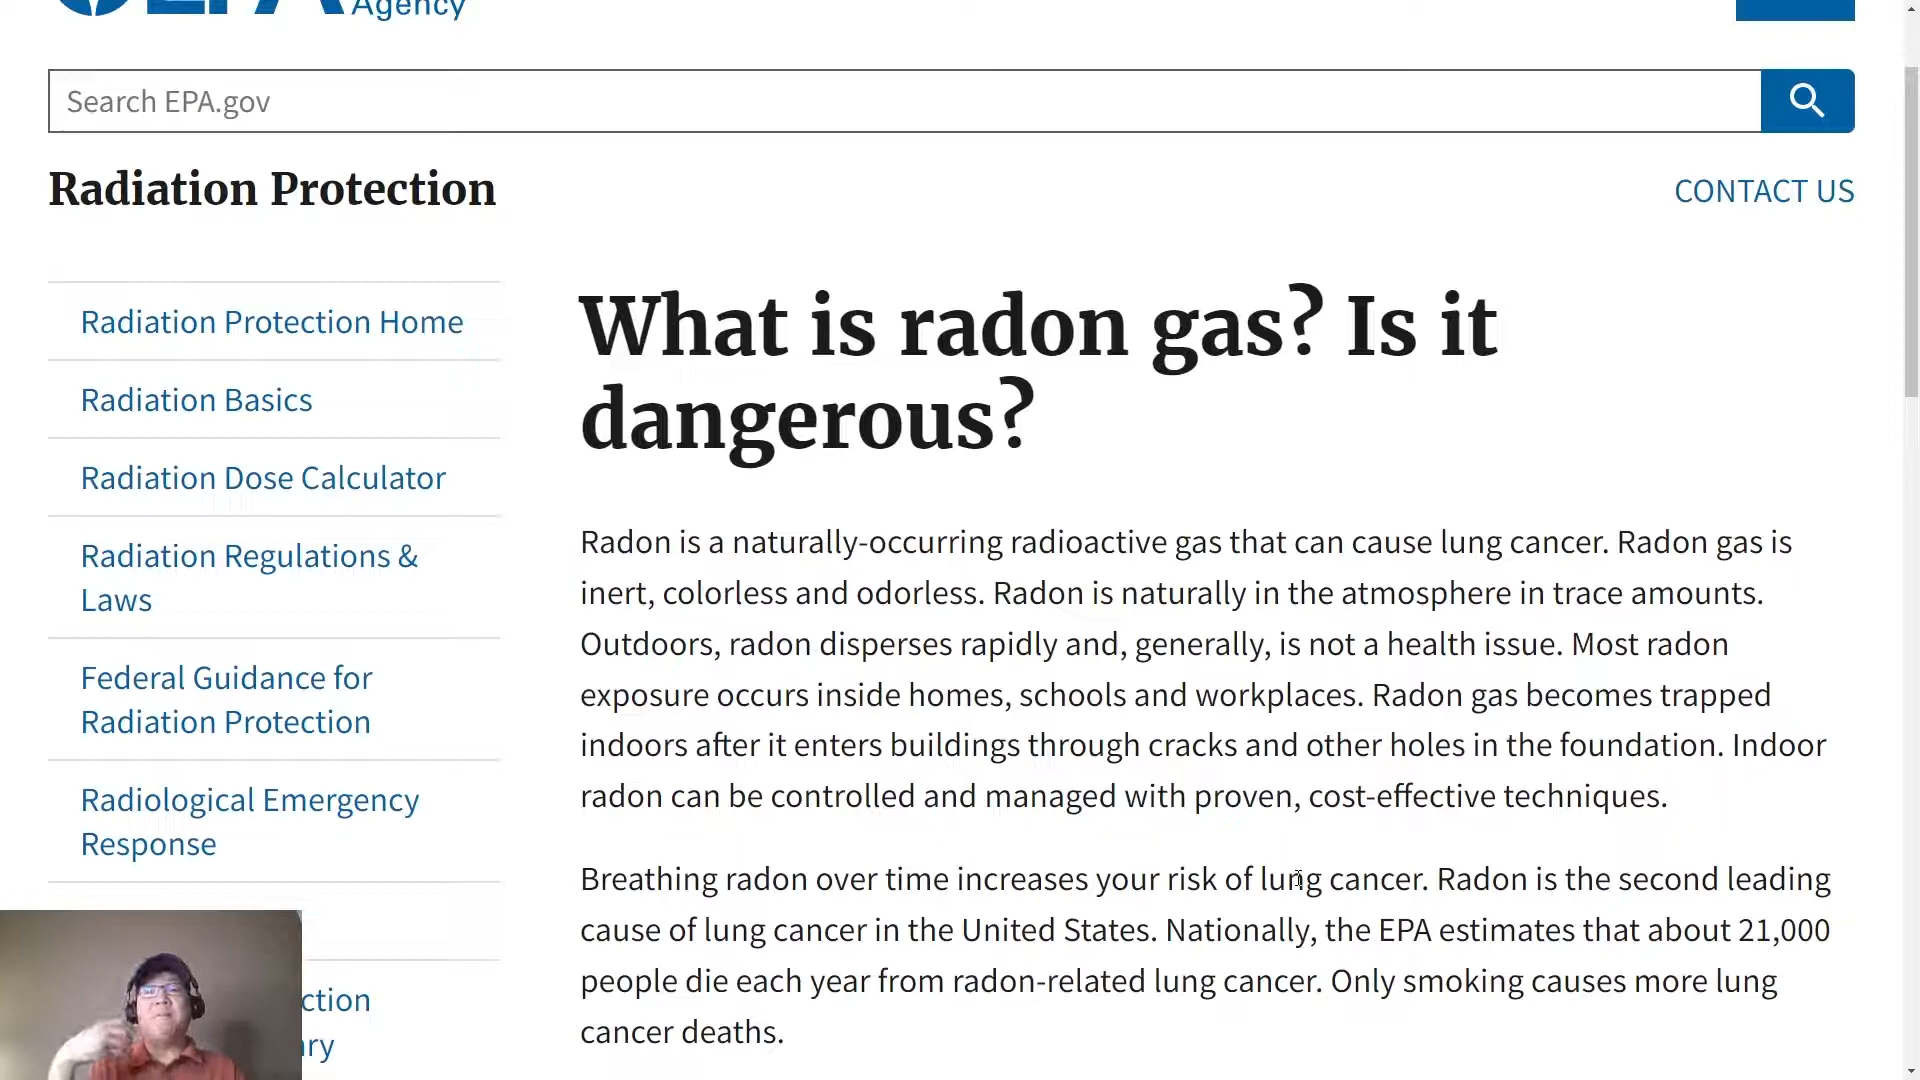 Agency
Search EPA.gov
Radiation Protection
CONTACT US
Radiation Protection Home
Radiation Basics
Radiation Dose Calculator
Radiation Regulations &
Laws
Federal Guidance for
Radiation Protection
Radiological Emergency
Response
What is radon gas? Is it
dangerous?
Radon is a naturally-occurring radioactive gas that can cause lung cancer. Radon gas is
inert, colorless and odorless. Radon is naturally in the atmosphere in trace amounts.
Outdoors, radon disperses rapidly and, generally, is not a health issue. Most radon
exposure occurs inside homes, schools and workplaces. Radon gas becomes trapped
indoors after it enters buildings through cracks and other holes in the foundation. Indoor
radon can be controlled and managed with proven, cost-effective techniques.
Breathing radon over time increases your risk of lung cancer. Radon is the second leading
cause of lung cancer in the United States. Nationally, the EPA estimates that about 21,000
people die each year from radon-related lung cancer. Only smoking causes more lung
cancer deaths.